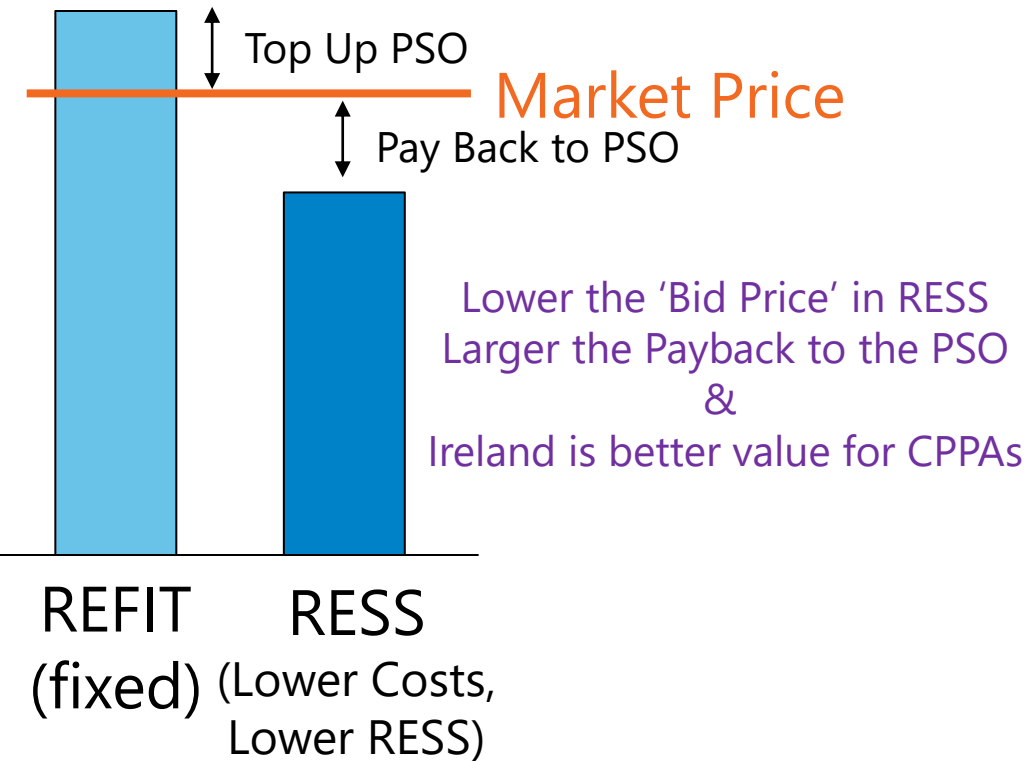 Top Up PSO
Market Price
Pay Back to PSO
Lower the ‘Bid Price’ in RESS
Larger the Payback to the PSO
&
Ireland is better value for CPPAs
REFIT
(fixed)
RESS
(Lower Costs,
Lower RESS)